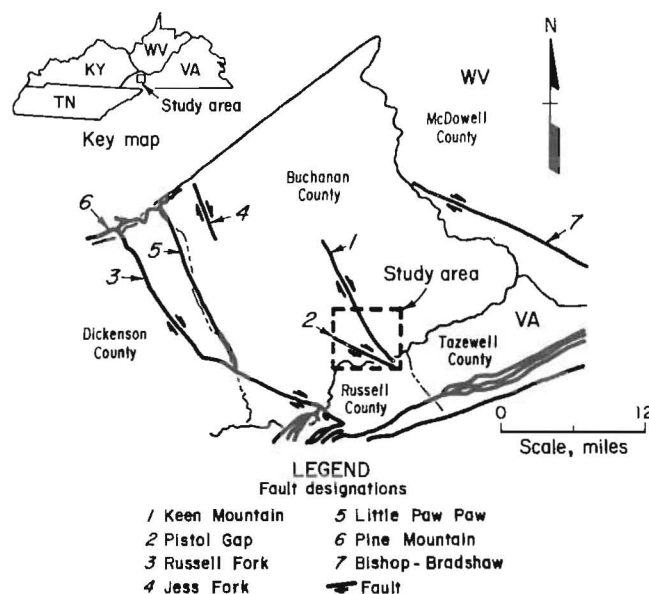 WV
KY
VA
TN
Study area
Key map
N
WV
McDowell
County
Buchanan
County
6
4
1
7
5
3
Study area
2
VA
Dickenson
County
Tazewell
County
Russell
County
0
12
Scale, miles
LEGEND
Fault designations
1 Keen Mountain
2 Pistol Gap
3 Russell Fork
4 Jess Fork
5 Little Paw Paw
6 Pine Mountain
7 Bishop-Bradshaw
Fault